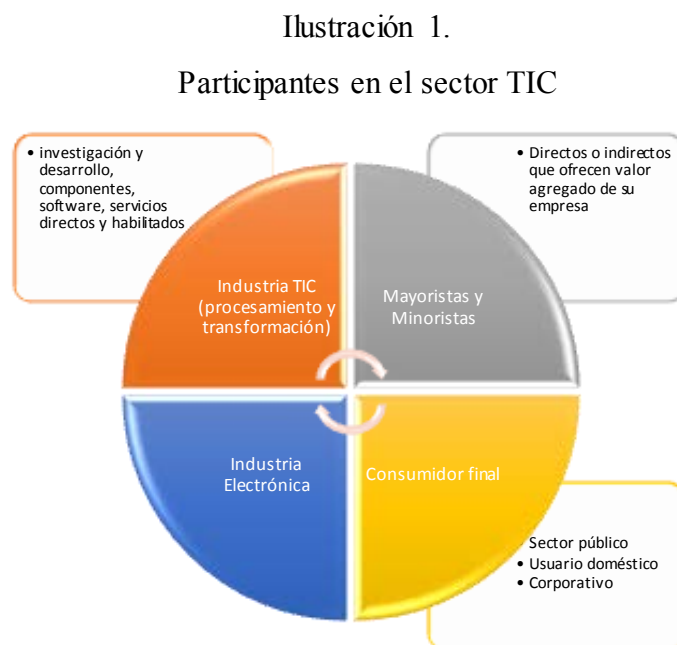 Ilustración 1.
Participantes en el sector TIC
• investigación y
desarrollo,
componentes,
software, servicios
directos y habilitados
• Directos o indirectos
que ofrecen valor
agregado de su
empresa
Industria TIC
(procesamiento y
transformación)
Mayoristas y
Minoristas
Industria
Electrónica
Consumidor final
Sector público
• Usuario doméstico
• Corporativo